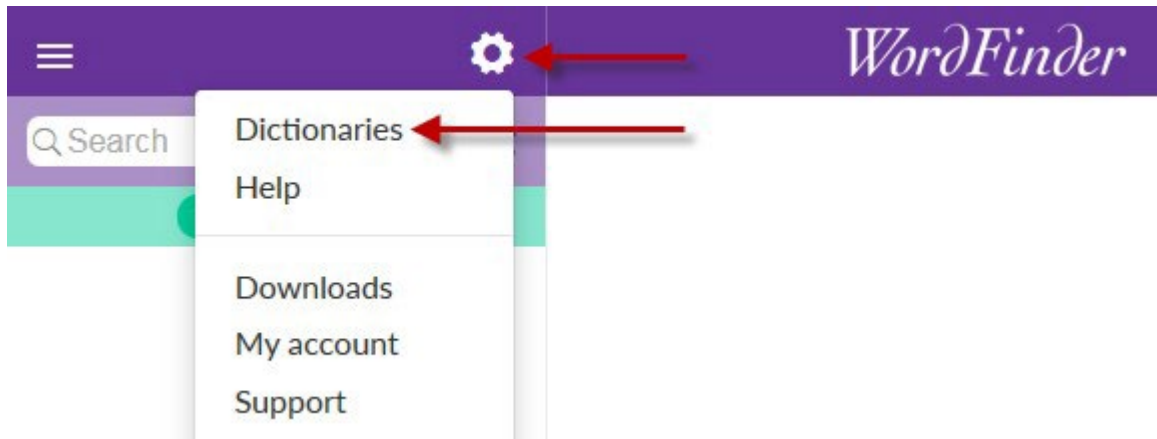 WordFinder
Search
Dictionaries
Help
Downloads
My account
Support